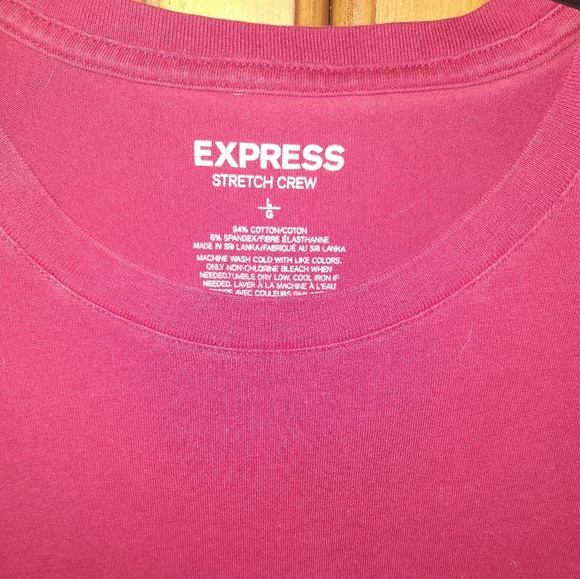 EXPRESS
STRETCH CREW
L
G
94% COTTON/COTON
6% SPANDEX/FIBRE ÉLASTHANNE
MADE IN SRI LANKA/FABRIQUÉ AU SRI LANKA
MACHINE WASH COLD WITH LIKE COLORS.
ONLY NON-CHLORINE BLEACH WHEN
NEEDED.TUMBLE DRY LOW. COOL IRON IF
NEEDED. LAVER À LA MACHINE À L'EAU
AVEC COULEURS